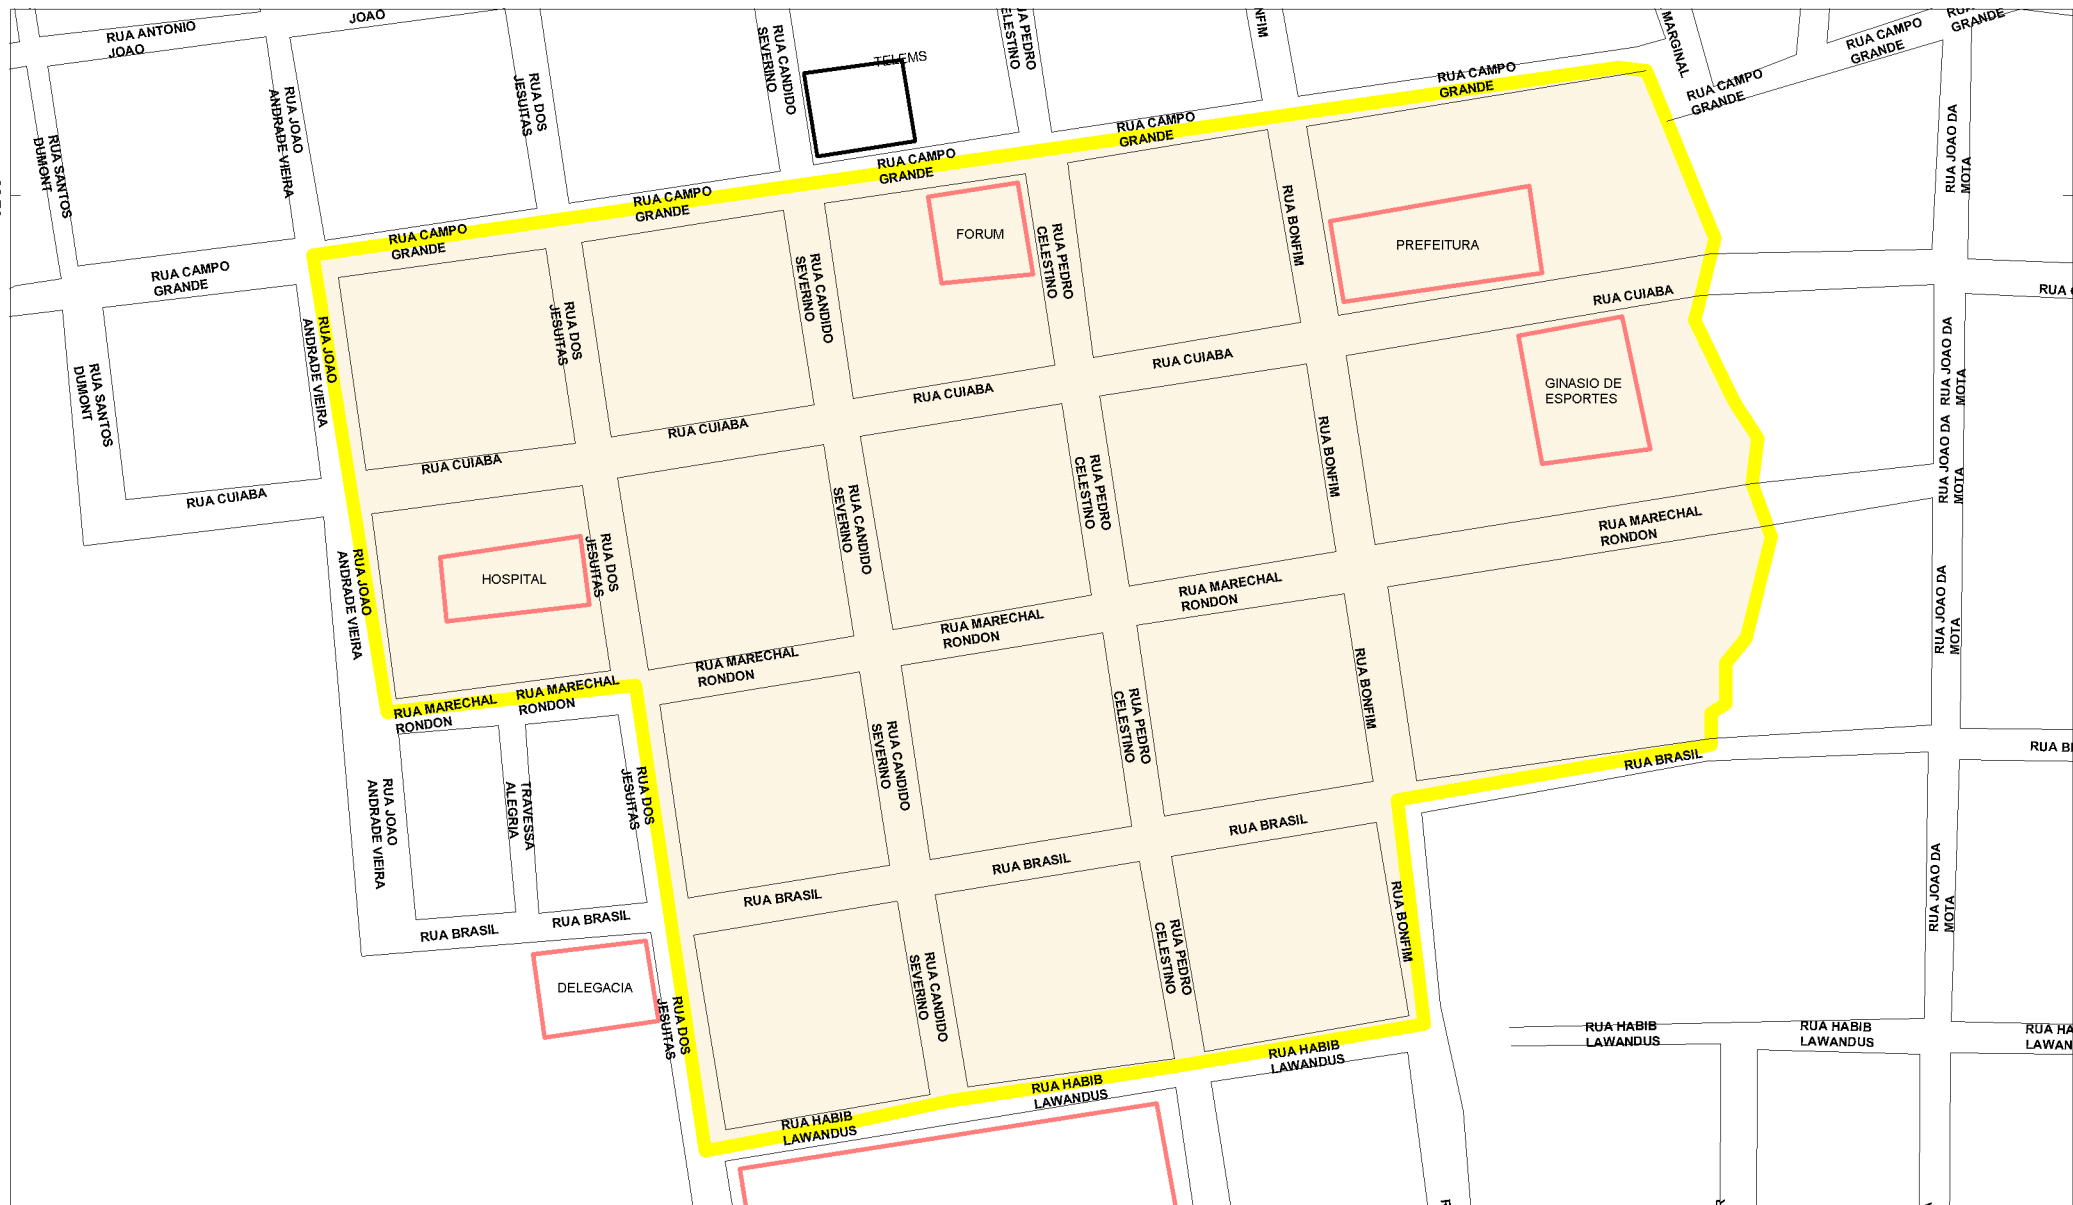 RUA ANTONIO
JOAO
JOAO
RUA CANDIDO
SEVERINO
TELEMS
RUA PEDRO
CELESTINO
MARGINAL
RUA CAMPO
GRANDE
GRANDE
RUA SANTOS
DUMONT
RUA JOAO
ANDRADE VIEIRA
RUA DOS
JESUITAS
RUA CAMPO
GRANDE
RUA CAMPO
GRANDE
RUA CAMPO
GRANDE
RUA CAMPO
GRANDE
RUA CAMPO
GRANDE
RUA CAMPO
GRANDE
RUA CAMPO
GRANDE
RUA JOAO DA
MOTA
FORUM
PREFEITURA
RUA BONFIM
RUA PEDRO
CELESTINO
RUA CANDIDO
SEVERINO
RUA DOS
JESUITAS
RUA JOAO
ANDRADE VIEIRA
RUA SANTOS
DUMONT
RUA CUIABA
RUA CUIABA
RUA CUIABA
RUA CUIABA
RUA CUIABA
RUA CUIABA
RUA
GINASIO DE
ESPORTES
RUA JOAO DA
MOTA
RUA JOAO DA
MOTA
RUA BONFIM
RUA PEDRO
CELESTINO
RUA CANDIDO
SEVERINO
RUA DOS
JESUITAS
HOSPITAL
RUA JOAO
ANDRADE VIEIRA
RUA MARECHAL
RONDON
RUA MARECHAL
RONDON
RUA MARECHAL
RONDON
RUA MARECHAL
RONDON
RUA MARECHAL
RONDON
RUA MARECHAL
RONDON
RUA JOAO DA
MOTA
RUA BONFIM
RUA PEDRO
CELESTINO
RUA CANDIDO
SEVERINO
RUA DOS
JESUITAS
TRAVESSA
ALEGRIA
RUA JOAO
ANDRADE VIEIRA
RUA BRASIL
RUA BRASIL
RUA BRASIL
RUA BRASIL
RUA BRASIL
RUA BRASIL
RUA JOAO DA
MOTA
RUA BONFIM
RUA PEDRO
CELESTINO
RUA CANDIDO
SEVERINO
DELEGACIA
RUA DOS
JESUITAS
RUA HABIB
LAWANDUS
RUA HABIB
LAWANDUS
RUA HABIB
LAWANDUS
RUA HABIB
LAWANDUS
RUA HABIB
LAWANDUS